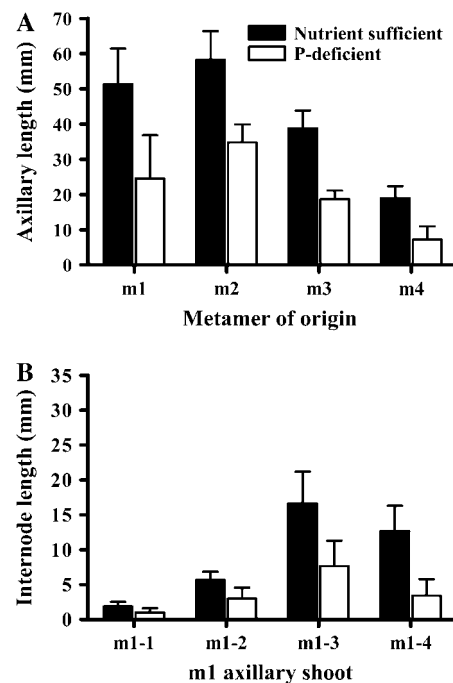 A
Nutrient sufficient
P-deficient
Axillary length (mm)
70
60
50
40
30
20
10
0
m1 m2 m3 m4
Metamer of origin
B
Internode length (mm)
35
30
25
20
15
10
5
0
m1-1 m1-2 m1-3 m1-4
m1 axillary shoot